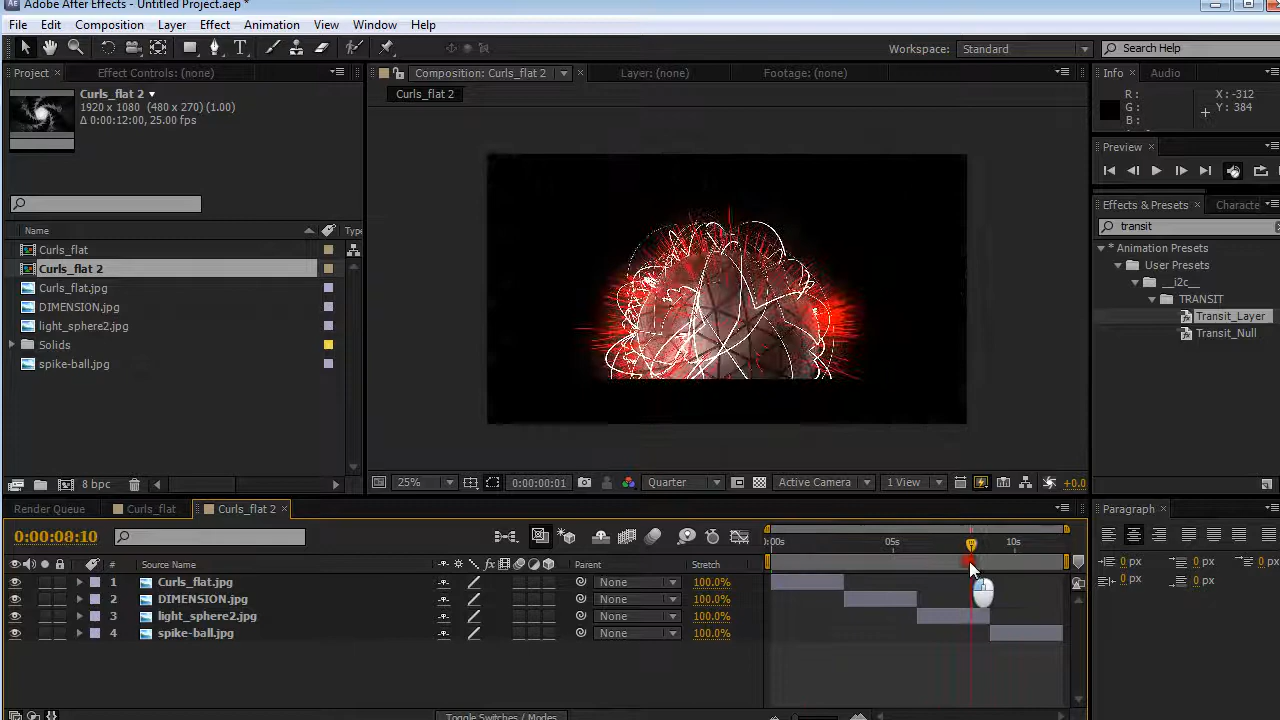 Ae Adobe After Effects - Untitled Project.aep *
File Edit Composition Layer Effect Animation View Window Help
Workspace: Standard Search Help
Project Effect Controls: (none) Composition: Curls_flat 2 Layer: (none) Footage: (none) Info Audio
Curls_flat 2
1920 x 1080 (480 x 270) (1.00)
Δ 0:00:12:00, 25.00 fps
Curls_flat 2
R:
G:
B:
X: -312
Y: 384
Preview
Effects & Presets Characte
transit
* Animation Presets
User Presets
__i2c__
TRANSIT
Transit_Layer
Transit_Null
Name Type
Curls_flat
Curls_flat 2
Curls_flat.jpg
DIMENSION.jpg
light_sphere2.jpg
Solids
spike-ball.jpg
8 bpc
25% 0:00:00:01 Quarter Active Camera 1 View +0.0
Render Queue Curls_flat Curls_flat 2 Paragraph
0:00:08:10
0:00s 05s 10s
# Source Name fx Parent Stretch
1 Curls_flat.jpg None 100.0%
2 DIMENSION.jpg None 100.0%
3 light_sphere2.jpg None 100.0%
4 spike-ball.jpg None 100.0%
0 px 0 px
0 px 0 px
Toggle Switches / Modes